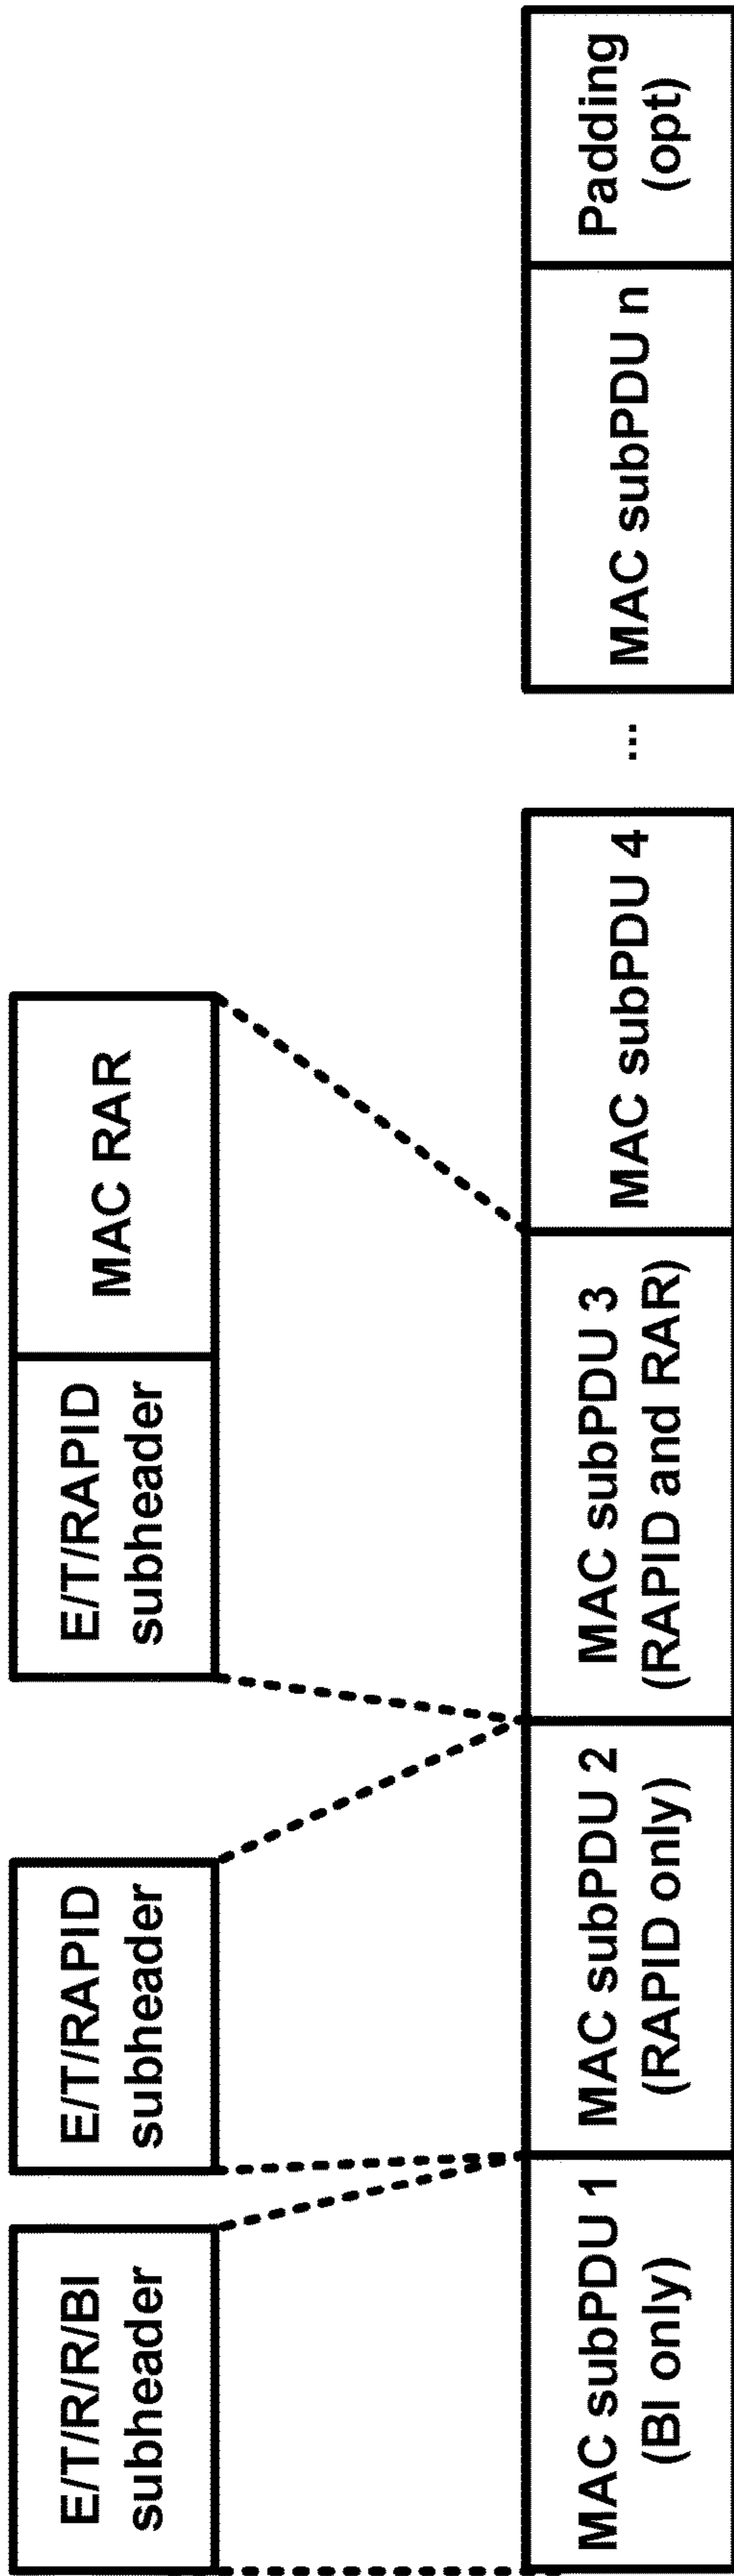 E/T/R/R/BI
subheader
E/T/RAPID
subheader
E/T/RAPID
subheader
MAC RAR
MAC subPDU 1
(BI only)
MAC subPDU 2
(RAPID only)
MAC subPDU 3
(RAPID and RAR)
MAC subPDU 4
...
MAC subPDU n
Padding
(opt)